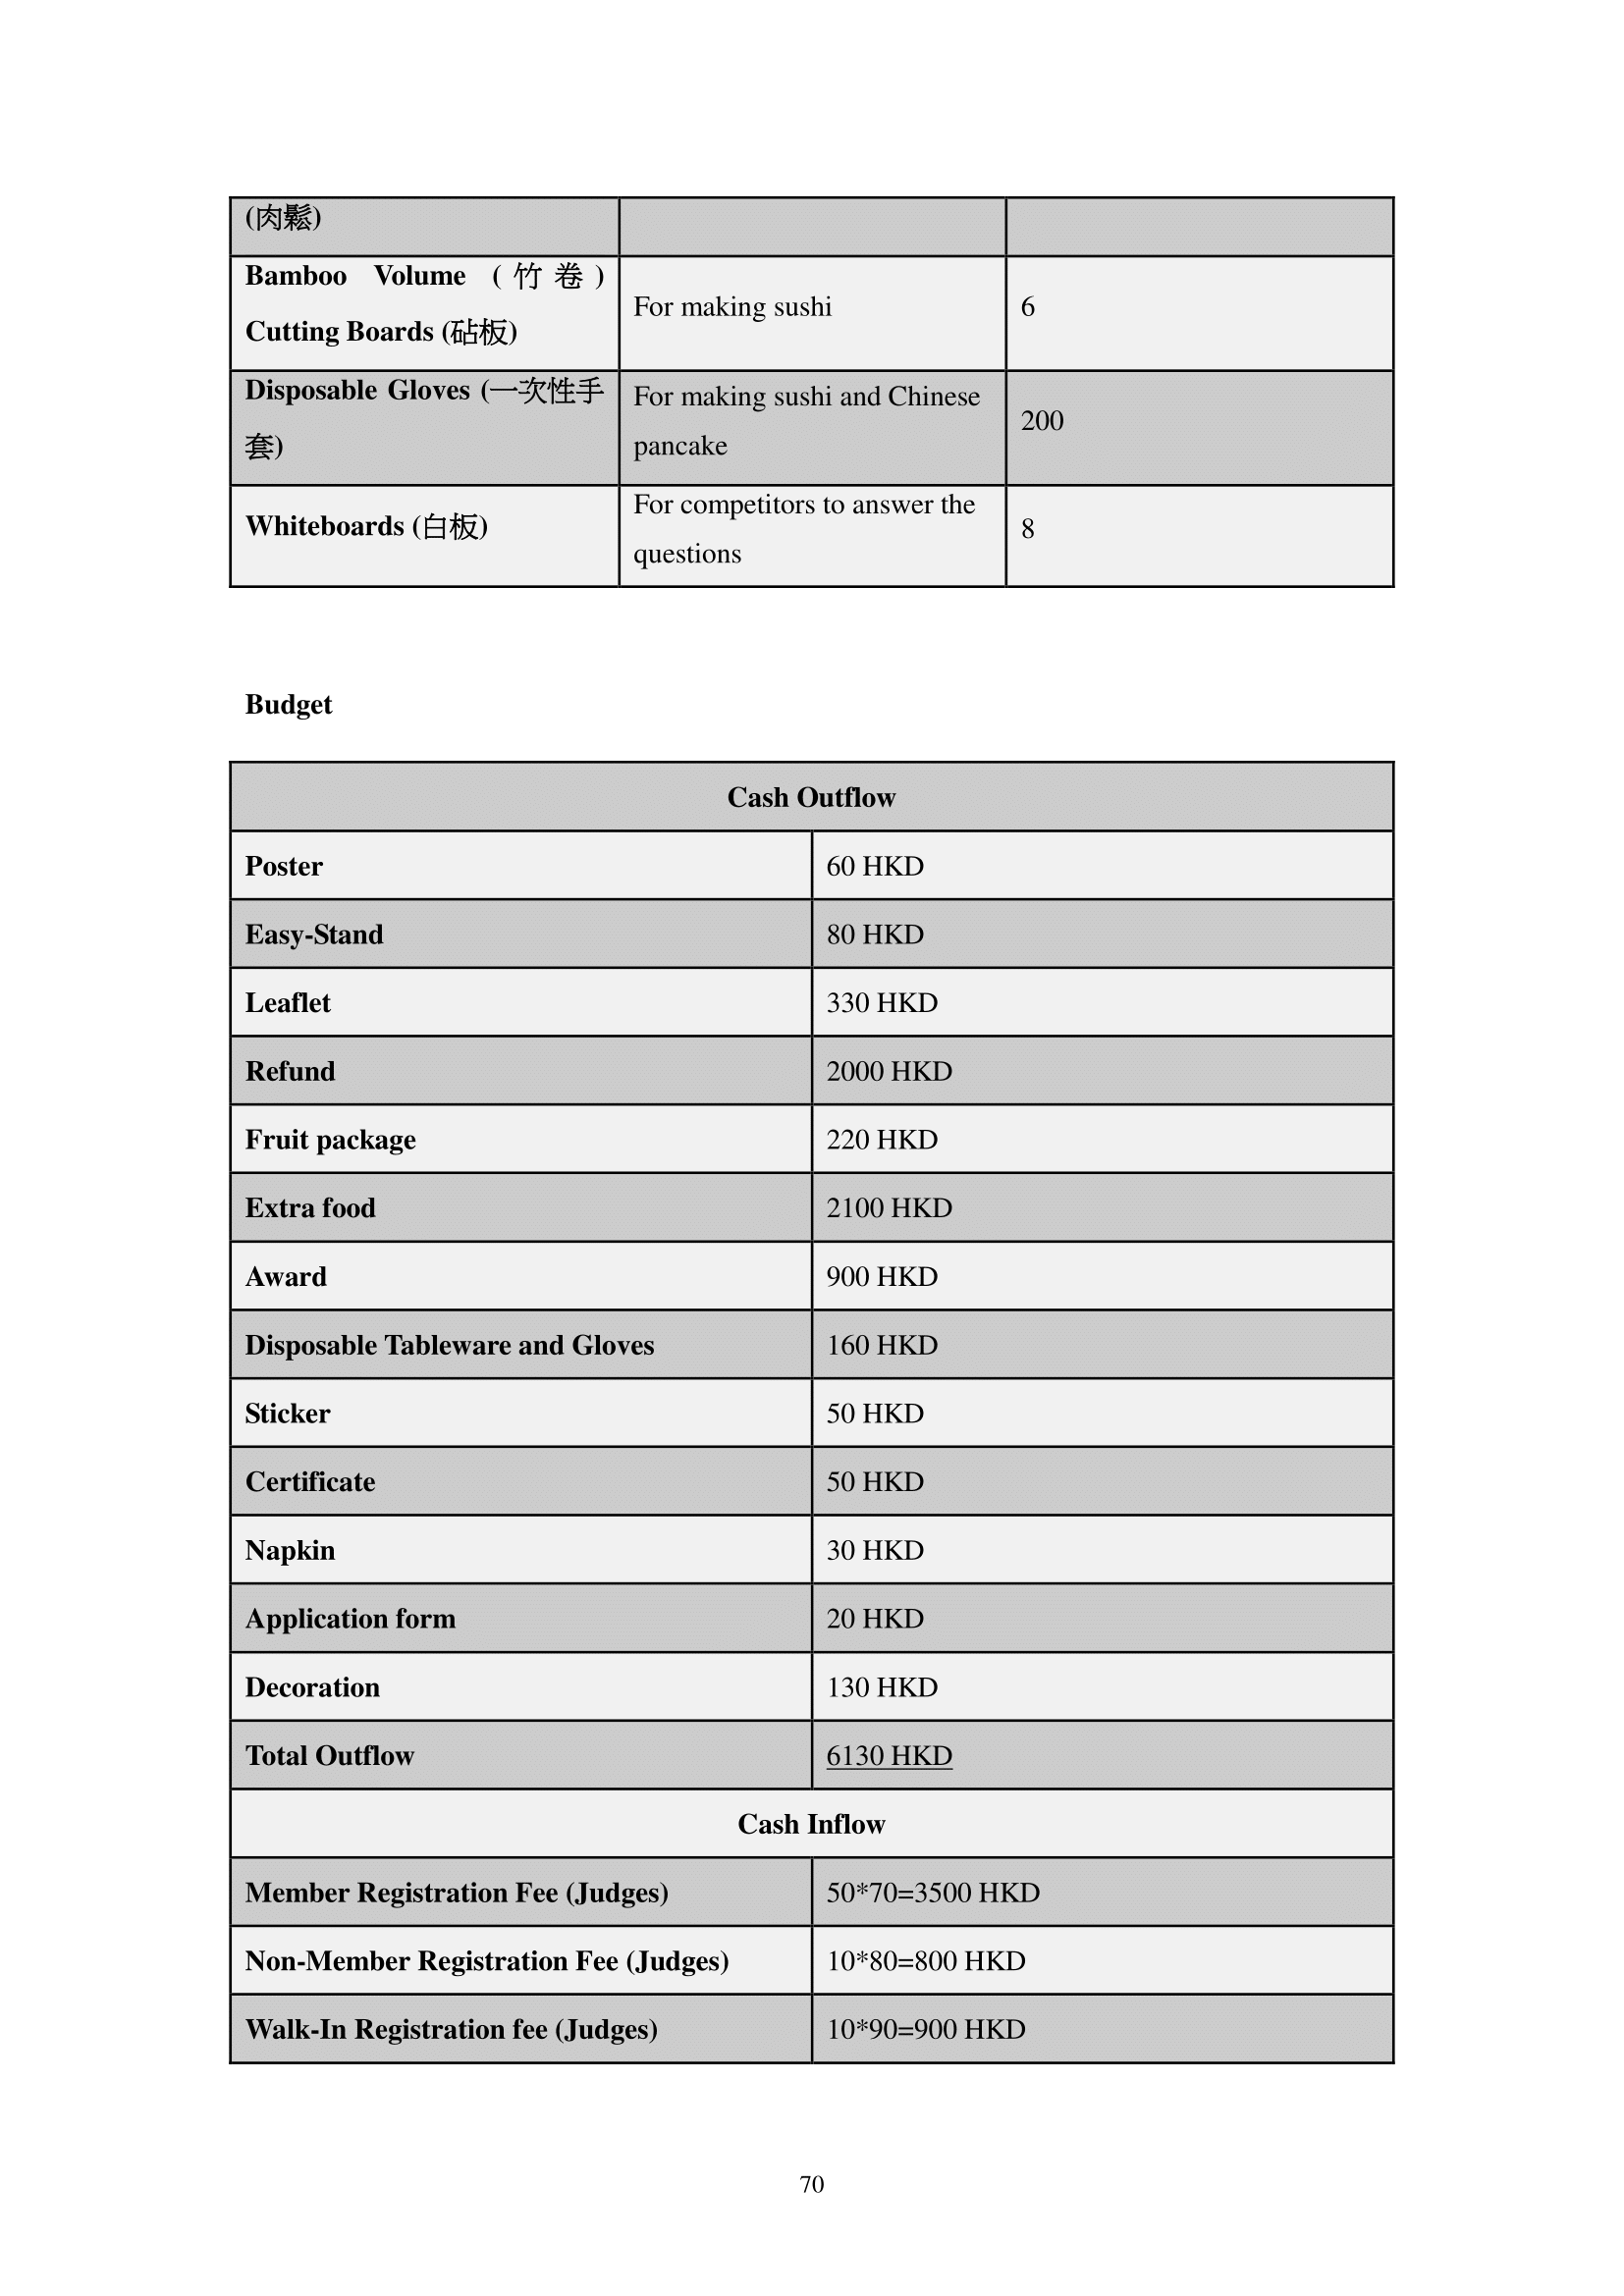 (肉鬆)
Bamboo Volume (竹卷)
Cutting Boards (砧板)
For making sushi
6
Disposable Gloves (一次性手
套)
For making sushi and Chinese
pancake
200
Whiteboards (白板)
For competitors to answer the
questions
8
Budget
Cash Outflow
Poster
60 HKD
Easy-Stand
80 HKD
Leaflet
330 HKD
Refund
2000 HKD
Fruit package
220 HKD
Extra food
2100 HKD
Award
900 HKD
Disposable Tableware and Gloves
160 HKD
Sticker
50 HKD
Certificate
50 HKD
Napkin
30 HKD
Application form
20 HKD
Decoration
130 HKD
Total Outflow
6130 HKD
Cash Inflow
Member Registration Fee (Judges)
50*70=3500 HKD
Non-Member Registration Fee (Judges)
10*80=800 HKD
Walk-In Registration fee (Judges)
10*90=900 HKD
70